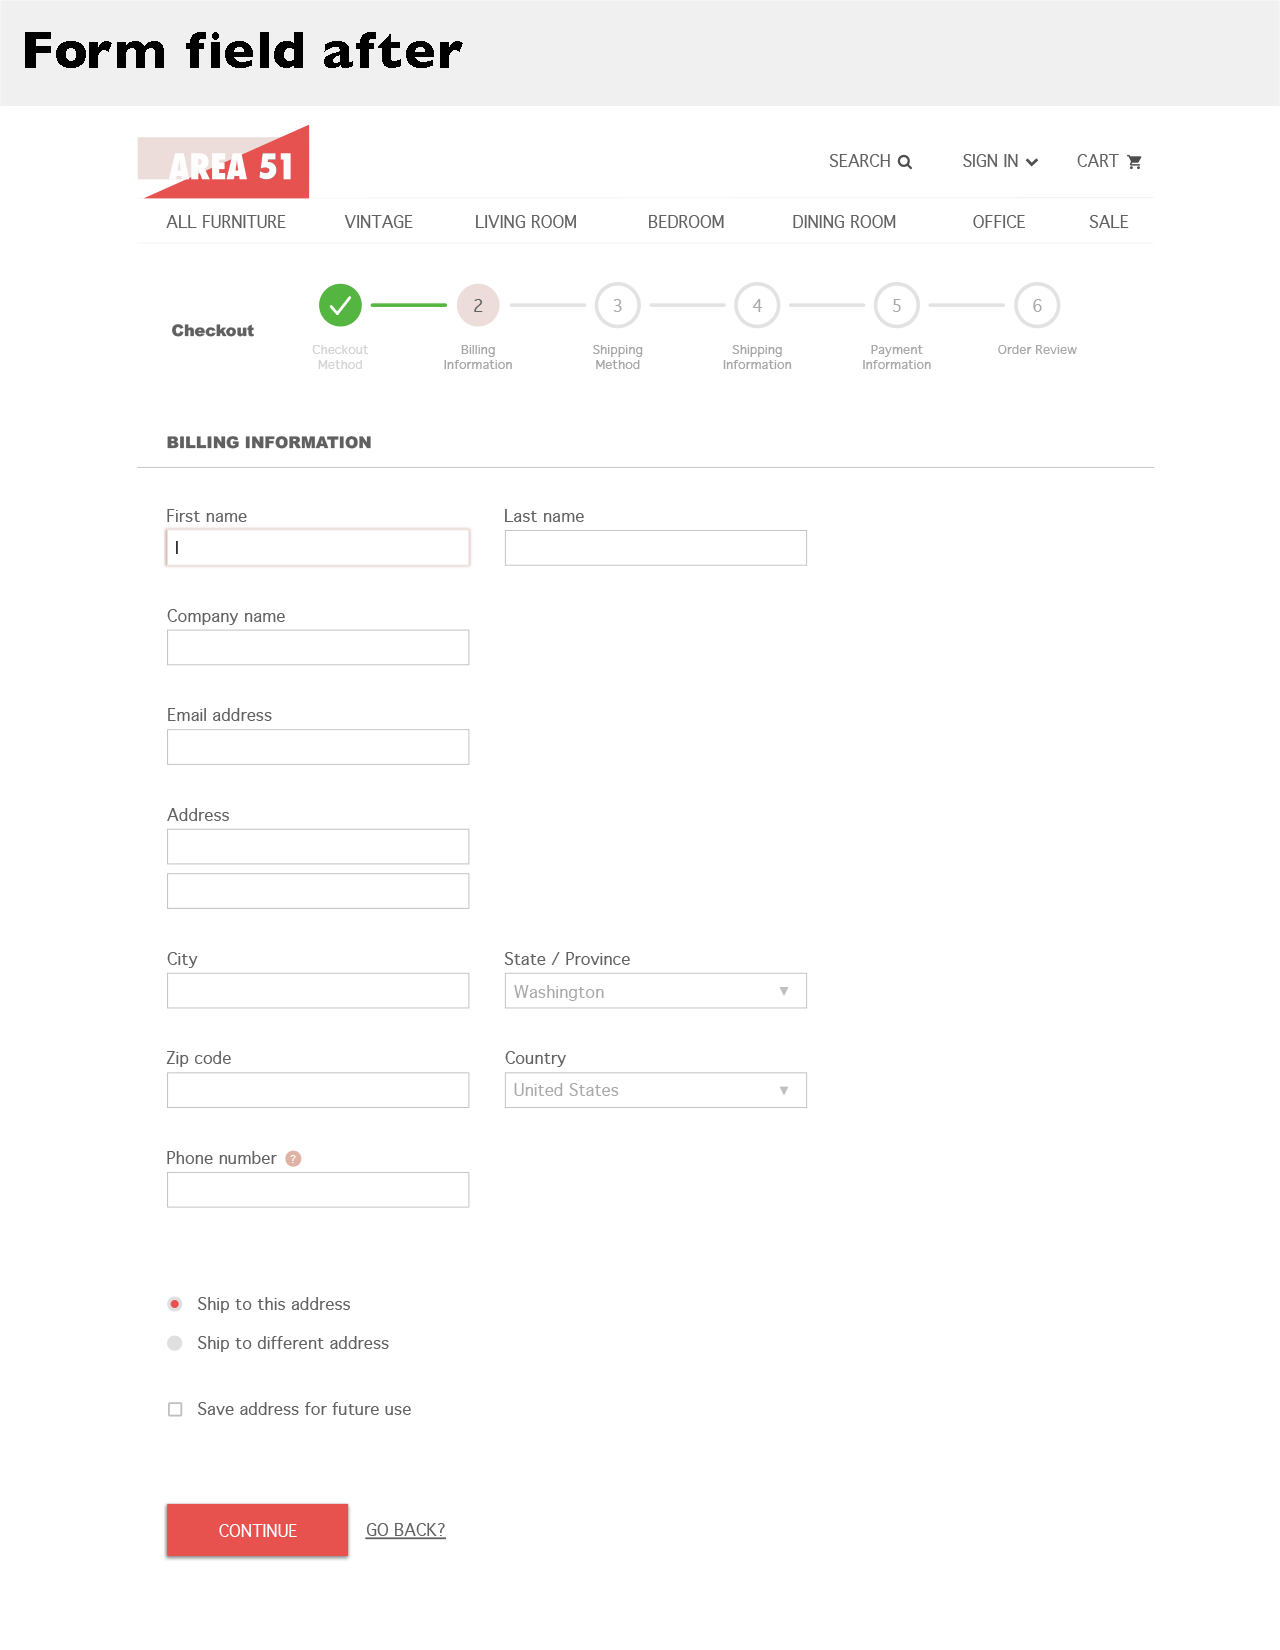 Form field after
AREA 51
SEARCH SIGN IN CART
ALL FURNITURE VINTAGE LIVING ROOM BEDROOM DINING ROOM OFFICE SALE
Checkout
2 3 4 5 6
Checkout Method
Billing Information
Shipping Method
Shipping Information
Payment Information
Order Review
BILLING INFORMATION
First name Last name
Company name
Email address
Address
City State / Province
Washington ▼
Zip code Country
United States ▼
Phone number ?
Ship to this address
Ship to different address
Save address for future use
CONTINUE GO BACK?